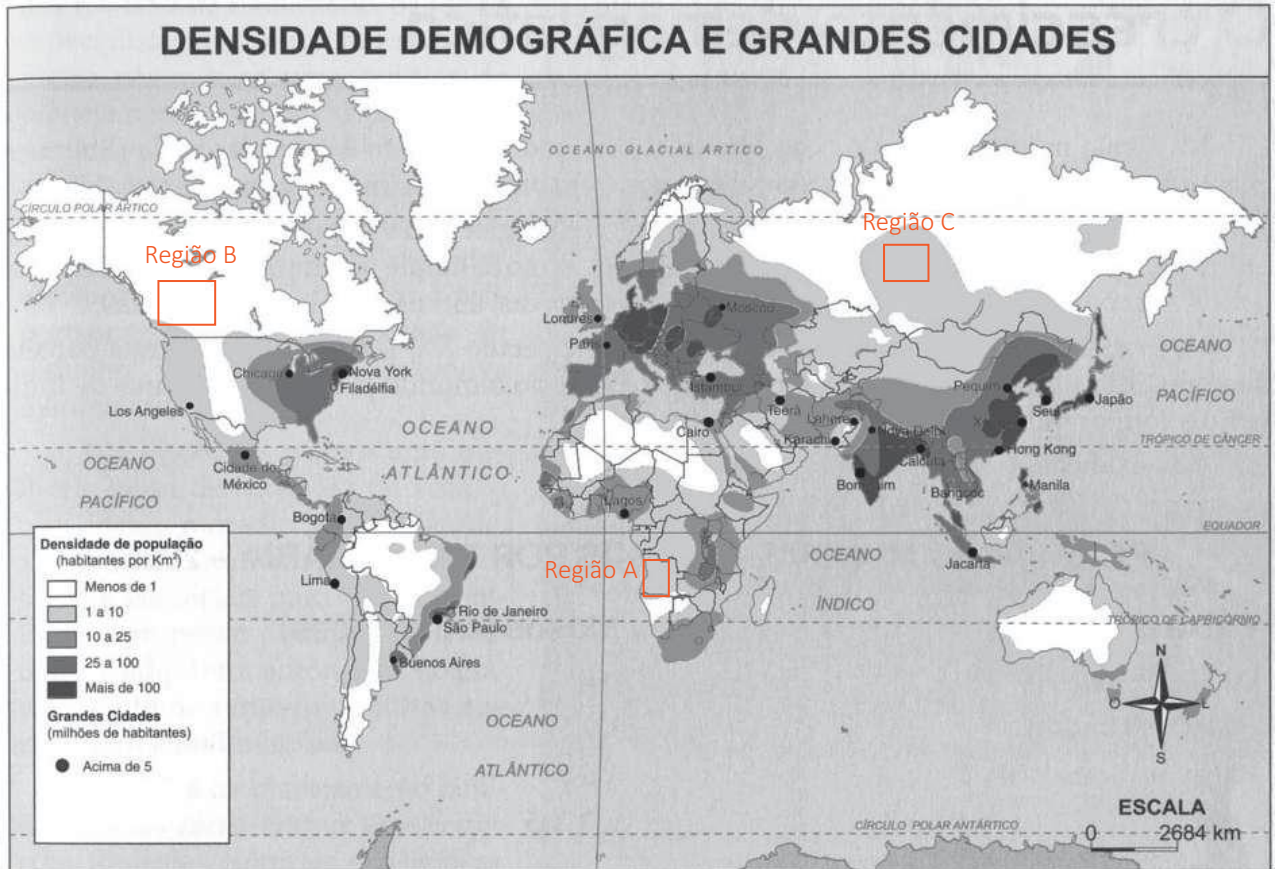 DENSIDADE DEMOGRÁFICA E GRANDES CIDADES
OCEANO GLACIAL ÁRTICO
CÍRCULO POLAR ÁRTICO
Região B
Região C
Londres
Moscou
Paris
Chicago
Nova York
Filadélfia
Istambul
OCEANO
PACÍFICO
Pequim
Los Angeles
Teerã
Lahore
Seul
Japão
OCEANO
ATLÂNTICO
Cairo
Karachi
Nova Delhi
TRÓPICO DE CÂNCER
OCEANO
PACÍFICO
Cidade do
México
Calcutá
Hong Kong
Bombaim
Bangcoc
Manila
Bogotá
Lagos
EQUADOR
Densidade de população
(habitantes por Km²)
Menos de 1
1 a 10
10 a 25
25 a 100
Mais de 100
Grandes Cidades
(milhões de habitantes)
Acima de 5
Lima
Região A
OCEANO
ÍNDICO
Jacarta
Rio de Janeiro
São Paulo
TRÓPICO DE CAPRICÓRNIO
Buenos Aires
N
O
L
S
OCEANO
ATLÂNTICO
CÍRCULO POLAR ANTÁRTICO
ESCALA
0 2684 km